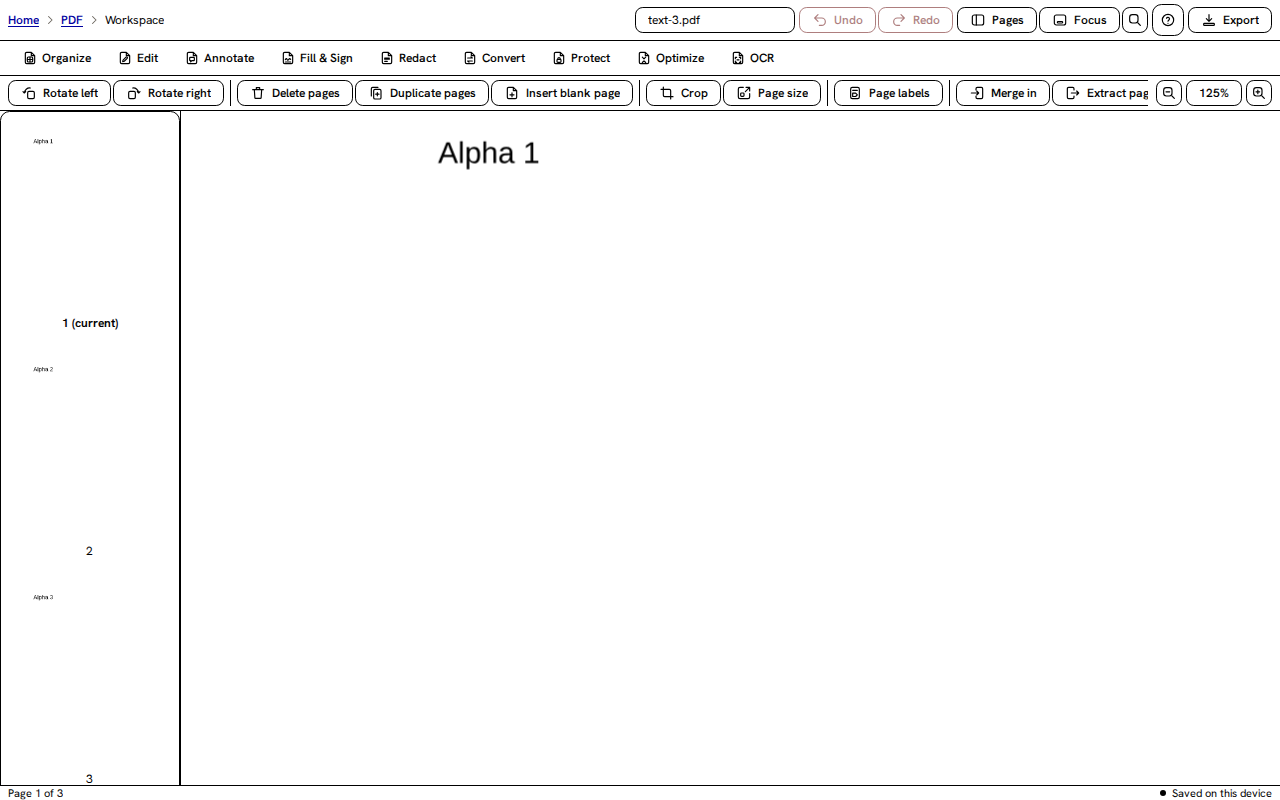 Home > PDF > Workspace text-3.pdf Undo Redo Pages Focus Export
Organize Edit Annotate Fill & Sign Redact Convert Protect Optimize OCR
Rotate left Rotate right Delete pages Duplicate pages Insert blank page Crop Page size Page labels Merge in Extract pag 125%
Alpha 1
Alpha 1
1 (current)
Alpha 2
2
Alpha 3
3
Page 1 of 3 Saved on this device